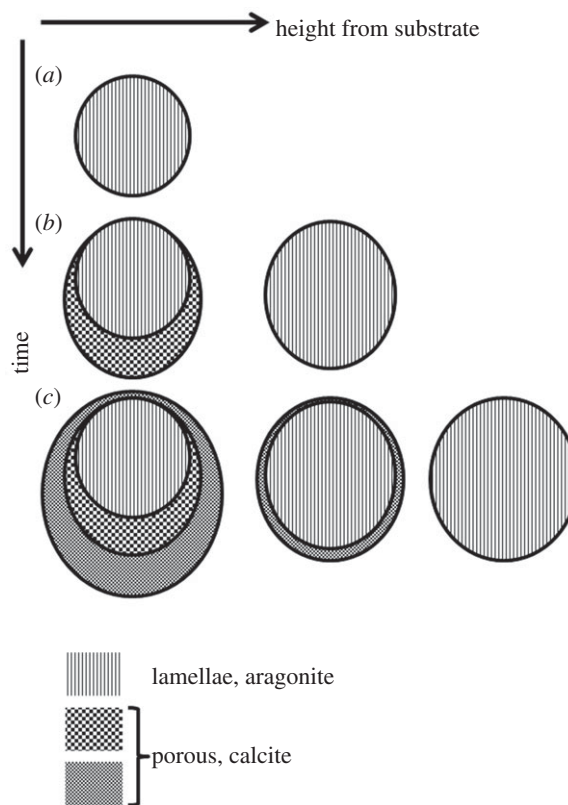 height from substrate
(a)
(b)
time
(c)
lamellae, aragonite
porous, calcite